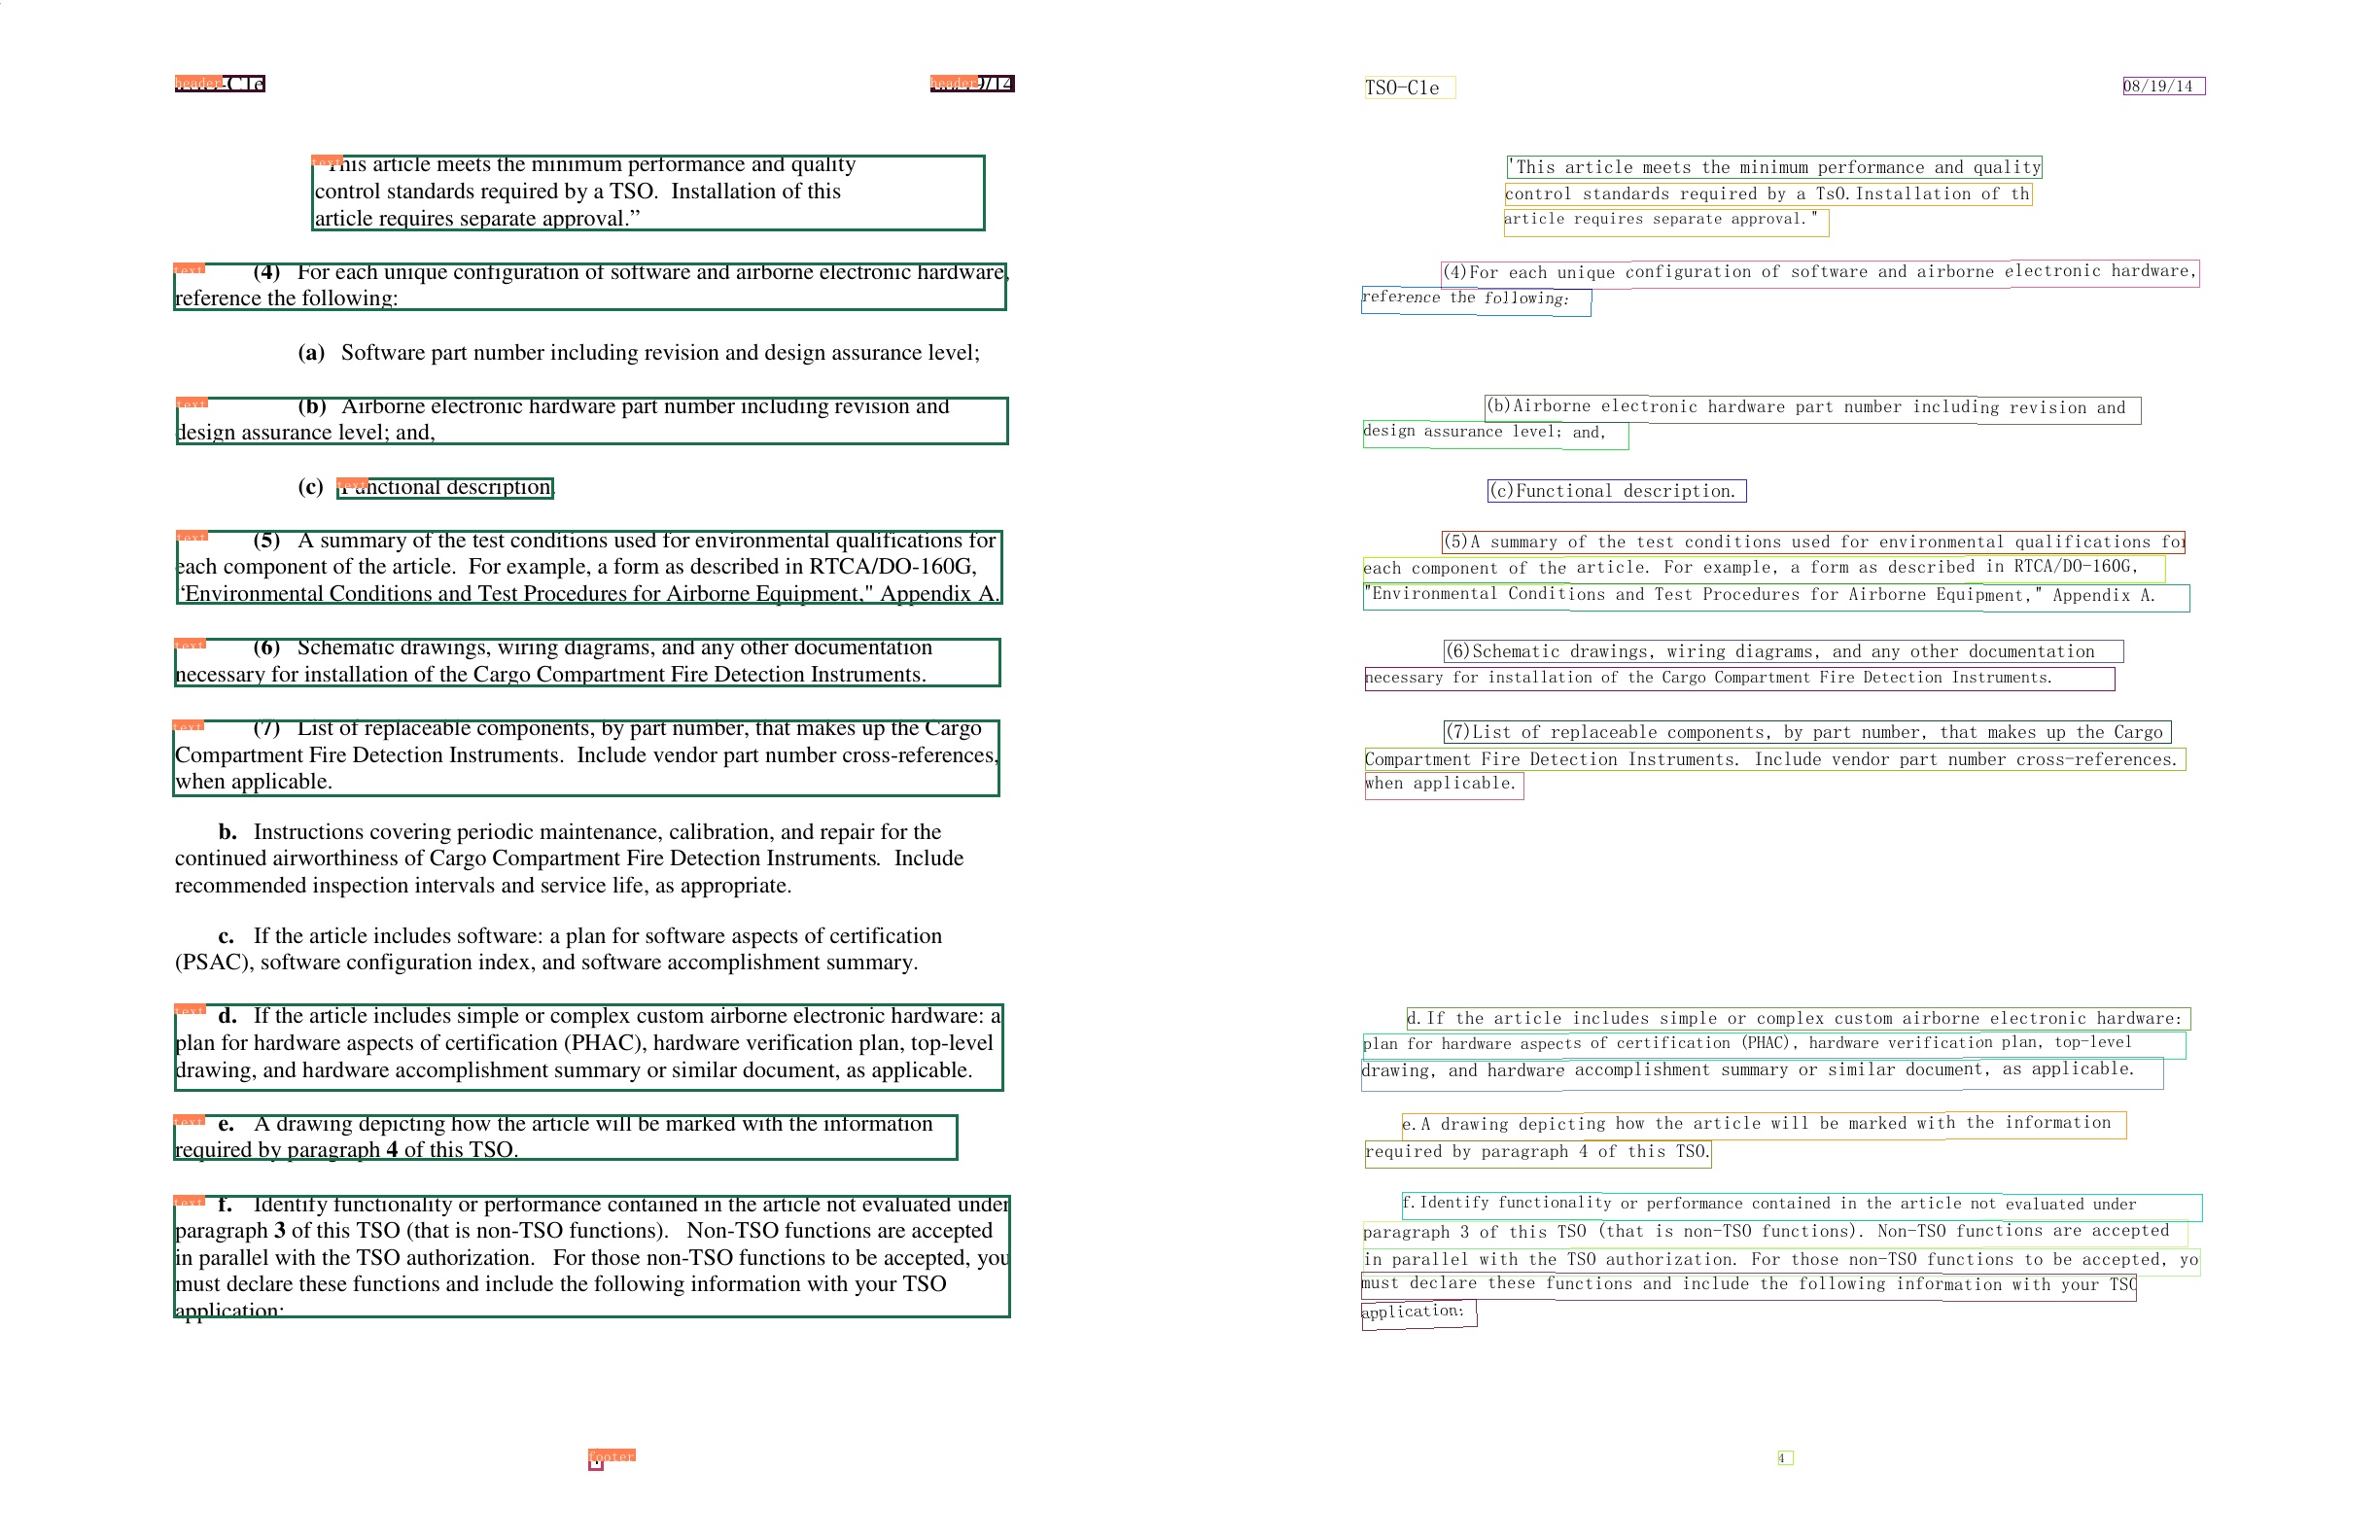 header -C1e
header 9/14
text This article meets the minimum performance and quality
control standards required by a TSO.  Installation of this
article requires separate approval.”
text (4) For each unique configuration of software and airborne electronic hardware,
reference the following:
(a) Software part number including revision and design assurance level;
text (b) Airborne electronic hardware part number including revision and
design assurance level; and,
(c) text Functional description.
text (5) A summary of the test conditions used for environmental qualifications for
each component of the article.  For example, a form as described in RTCA/DO-160G,
"Environmental Conditions and Test Procedures for Airborne Equipment," Appendix A.
text (6) Schematic drawings, wiring diagrams, and any other documentation
necessary for installation of the Cargo Compartment Fire Detection Instruments.
text (7) List of replaceable components, by part number, that makes up the Cargo
Compartment Fire Detection Instruments.  Include vendor part number cross-references,
when applicable.
b. Instructions covering periodic maintenance, calibration, and repair for the
continued airworthiness of Cargo Compartment Fire Detection Instruments.  Include
recommended inspection intervals and service life, as appropriate.
c. If the article includes software: a plan for software aspects of certification
(PSAC), software configuration index, and software accomplishment summary.
text d. If the article includes simple or complex custom airborne electronic hardware: a
plan for hardware aspects of certification (PHAC), hardware verification plan, top-level
drawing, and hardware accomplishment summary or similar document, as applicable.
text e. A drawing depicting how the article will be marked with the information
required by paragraph 4 of this TSO.
text f. Identify functionality or performance contained in the article not evaluated under
paragraph 3 of this TSO (that is non-TSO functions).   Non-TSO functions are accepted
in parallel with the TSO authorization.   For those non-TSO functions to be accepted, you
must declare these functions and include the following information with your TSO
application:
footer
TSO-C1e
08/19/14
'This article meets the minimum performance and quality
control standards required by a TsO.Installation of th
article requires separate approval."
(4)For each unique configuration of software and airborne electronic hardware,
reference the following:
(b)Airborne electronic hardware part number including revision and
design assurance level; and,
(c)Functional description.
(5)A summary of the test conditions used for environmental qualifications for
each component of the article. For example, a form as described in RTCA/DO-160G,
"Environmental Conditions and Test Procedures for Airborne Equipment," Appendix A.
(6)Schematic drawings, wiring diagrams, and any other documentation
necessary for installation of the Cargo Compartment Fire Detection Instruments.
(7)List of replaceable components, by part number, that makes up the Cargo
Compartment Fire Detection Instruments. Include vendor part number cross-references.
when applicable.
d.If the article includes simple or complex custom airborne electronic hardware:
plan for hardware aspects of certification (PHAC), hardware verification plan, top-level
drawing, and hardware accomplishment summary or similar document, as applicable.
e.A drawing depicting how the article will be marked with the information
required by paragraph 4 of this TSO.
f.Identify functionality or performance contained in the article not evaluated under
paragraph 3 of this TSO (that is non-TSO functions). Non-TSO functions are accepted
in parallel with the TSO authorization. For those non-TSO functions to be accepted, yo
must declare these functions and include the following information with your TSO
application:
4